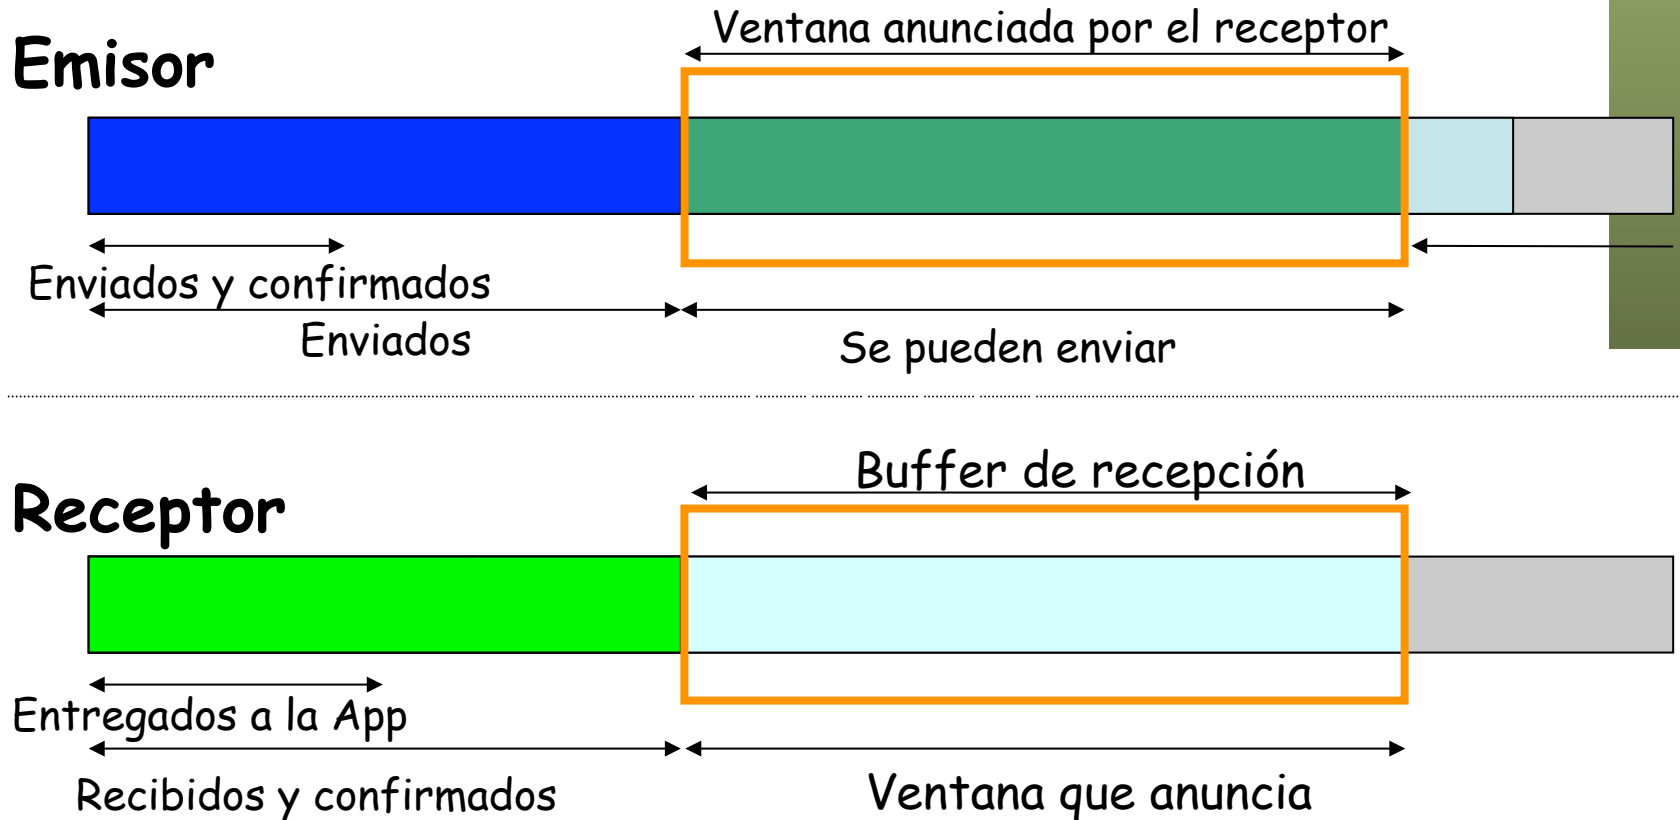 Ventana anunciada por el receptor
Emisor
Enviados y confirmados
Enviados
Se pueden enviar
Buffer de recepción
Receptor
Entregados a la App
Recibidos y confirmados
Ventana que anuncia